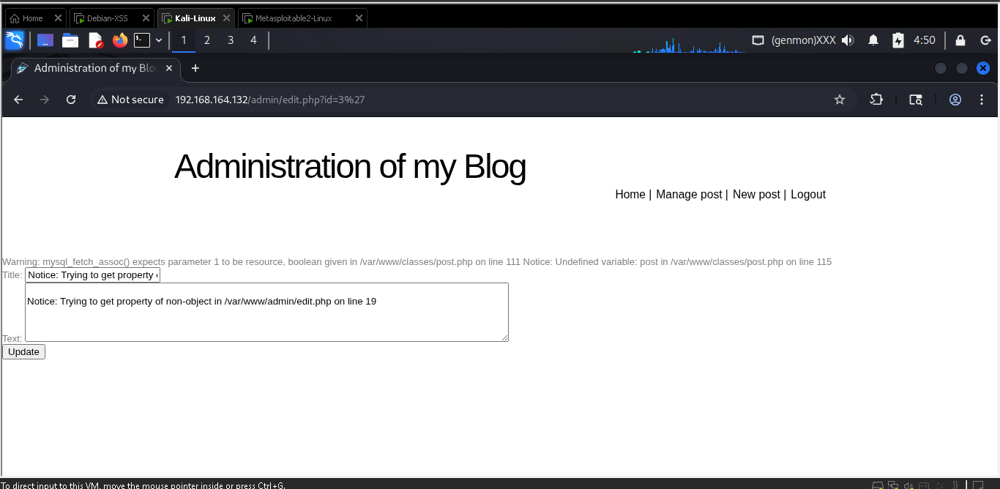 Home
Debian-XSS
Kali-Linux
Metasploitable2-Linux
1 2 3 4
(genmon)XXX
4:50
Administration of my Blo
Not secure
192.168.164.132/admin/edit.php?id=3%27
Administration of my Blog
Home | Manage post | New post | Logout
Warning: mysql_fetch_assoc() expects parameter 1 to be resource, boolean given in /var/www/classes/post.php on line 111 Notice: Undefined variable: post in /var/www/classes/post.php on line 115
Title: Notice: Trying to get property
Notice: Trying to get property of non-object in /var/www/admin/edit.php on line 19
Text:
Update
To direct input to this VM, move the mouse pointer inside or press Ctrl+G.